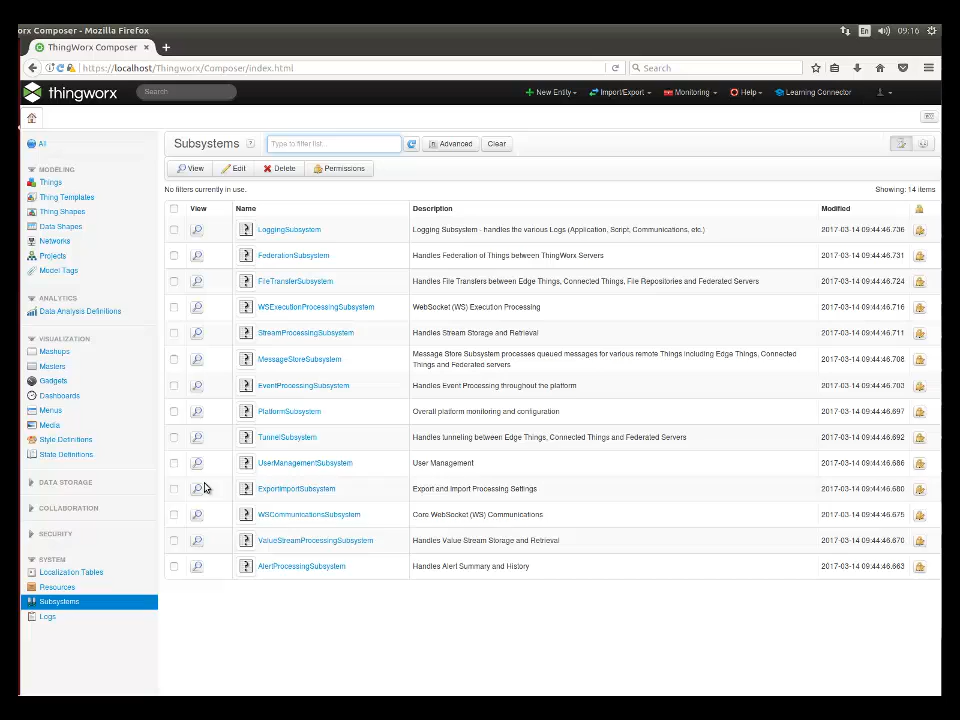 orx Composer - Mozilla Firefox
En 09:16
ThingWorx Composer
https://localhost/Thingworx/Composer/index.html
Search
thingworx
Search
New Entity
Import/Export
Monitoring
Help
Learning Connector
All
MODELING
Things
Thing Templates
Thing Shapes
Data Shapes
Networks
Projects
Model Tags
ANALYTICS
Data Analysis Definitions
VISUALIZATION
Mashups
Masters
Gadgets
Dashboards
Menus
Media
Style Definitions
State Definitions
DATA STORAGE
COLLABORATION
SECURITY
SYSTEM
Localization Tables
Resources
Subsystems
Logs
Subsystems ? Type to filter list... Advanced Clear
View Edit Delete Permissions
No filters currently in use. Showing: 14 items
View Name Description Modified
LoggingSubsystem Logging Subsystem - handles the various Logs (Application, Script, Communications, etc.) 2017-03-14 09:44:46.736
FederationSubsystem Handles Federation of Things between ThingWorx Servers 2017-03-14 09:44:46.731
FileTransferSubsystem Handles File Transfers between Edge Things, Connected Things, File Repositories and Federated Servers 2017-03-14 09:44:46.724
WSExecutionProcessingSubsystem WebSocket (WS) Execution Processing 2017-03-14 09:44:46.716
StreamProcessingSubsystem Handles Stream Storage and Retrieval 2017-03-14 09:44:46.711
MessageStoreSubsystem Message Store Subsystem processes queued messages for various remote Things including Edge Things, Connected 2017-03-14 09:44:46.708
Things and Federated servers
EventProcessingSubsystem Handles Event Processing throughout the platform 2017-03-14 09:44:46.703
PlatformSubsystem Overall platform monitoring and configuration 2017-03-14 09:44:46.697
TunnelSubsystem Handles tunneling between Edge Things, Connected Things and Federated Servers 2017-03-14 09:44:46.692
UserManagementSubsystem User Management 2017-03-14 09:44:46.686
ExportImportSubsystem Export and Import Processing Settings 2017-03-14 09:44:46.680
WSCommunicationsSubsystem Core WebSocket (WS) Communications 2017-03-14 09:44:46.675
ValueStreamProcessingSubsystem Handles Value Stream Storage and Retrieval 2017-03-14 09:44:46.670
AlertProcessingSubsystem Handles Alert Summary and History 2017-03-14 09:44:46.663